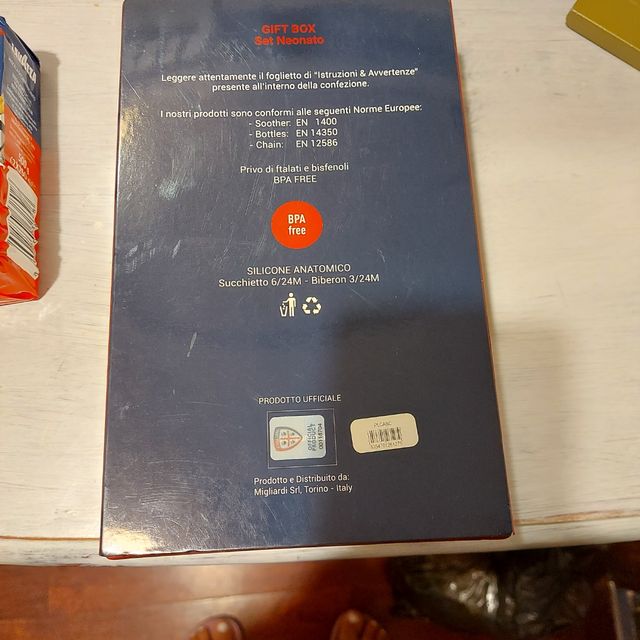 GIFT BOX
Set Neonato
Leggere attentamente il foglietto di "Istruzioni & Avvertenze"
presente all'interno della confezione.
I nostri prodotti sono conformi alle seguenti Norme Europee:
- Soother: EN 1400
- Bottles: EN 14350
- Chain: EN 12586
Privo di ftalati e bisfenoli
BPA FREE
BPA
free
SILICONE ANATOMICO
Succhietto 6/24M - Biberon 3/24M
PRODOTTO UFFICIALE
OFFICIAL
PRODUCT
Prodotto e Distribuito da:
Migliardi Srl, Torino - Italy